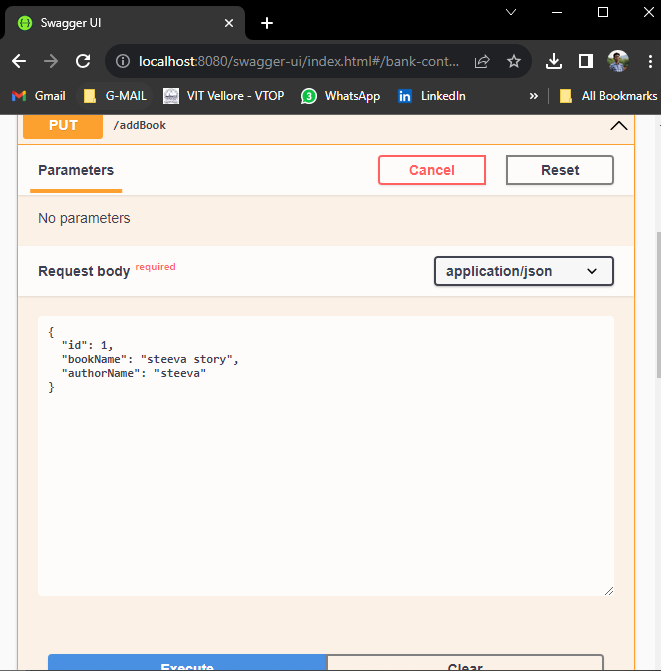 Swagger UI
localhost:8080/swagger-ui/index.html#/bank-cont...
Gmail G-MAIL VIT Vellore - VTOP WhatsApp LinkedIn » All Bookmarks
PUT /addBook
Parameters Cancel Reset
No parameters
Request body required application/json
{
"id": 1,
"bookName": "steeva story",
"authorName": "steeva"
}
Execute Clear